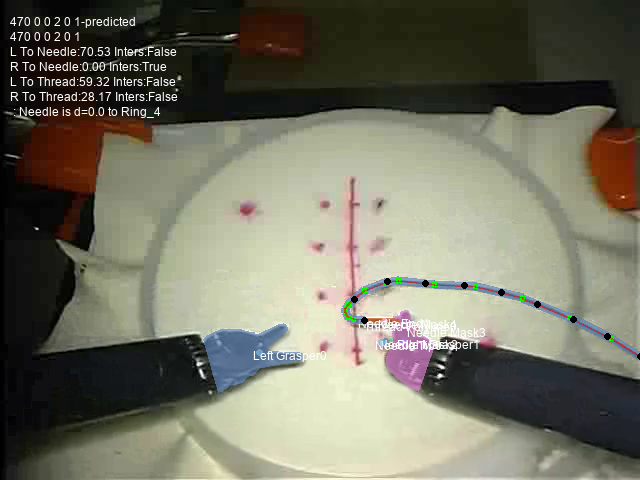 470 0 0 2 0 1-predicted
470 0 0 2 0 1
L To Needle:70.53 Inters:False
R To Needle:0.00 Inters:True
L To Thread:59.32 Inters:False
R To Thread:28.17 Inters:False
: Needle is d=0.0 to Ring_4
Needle Mask3
Left Grasper0